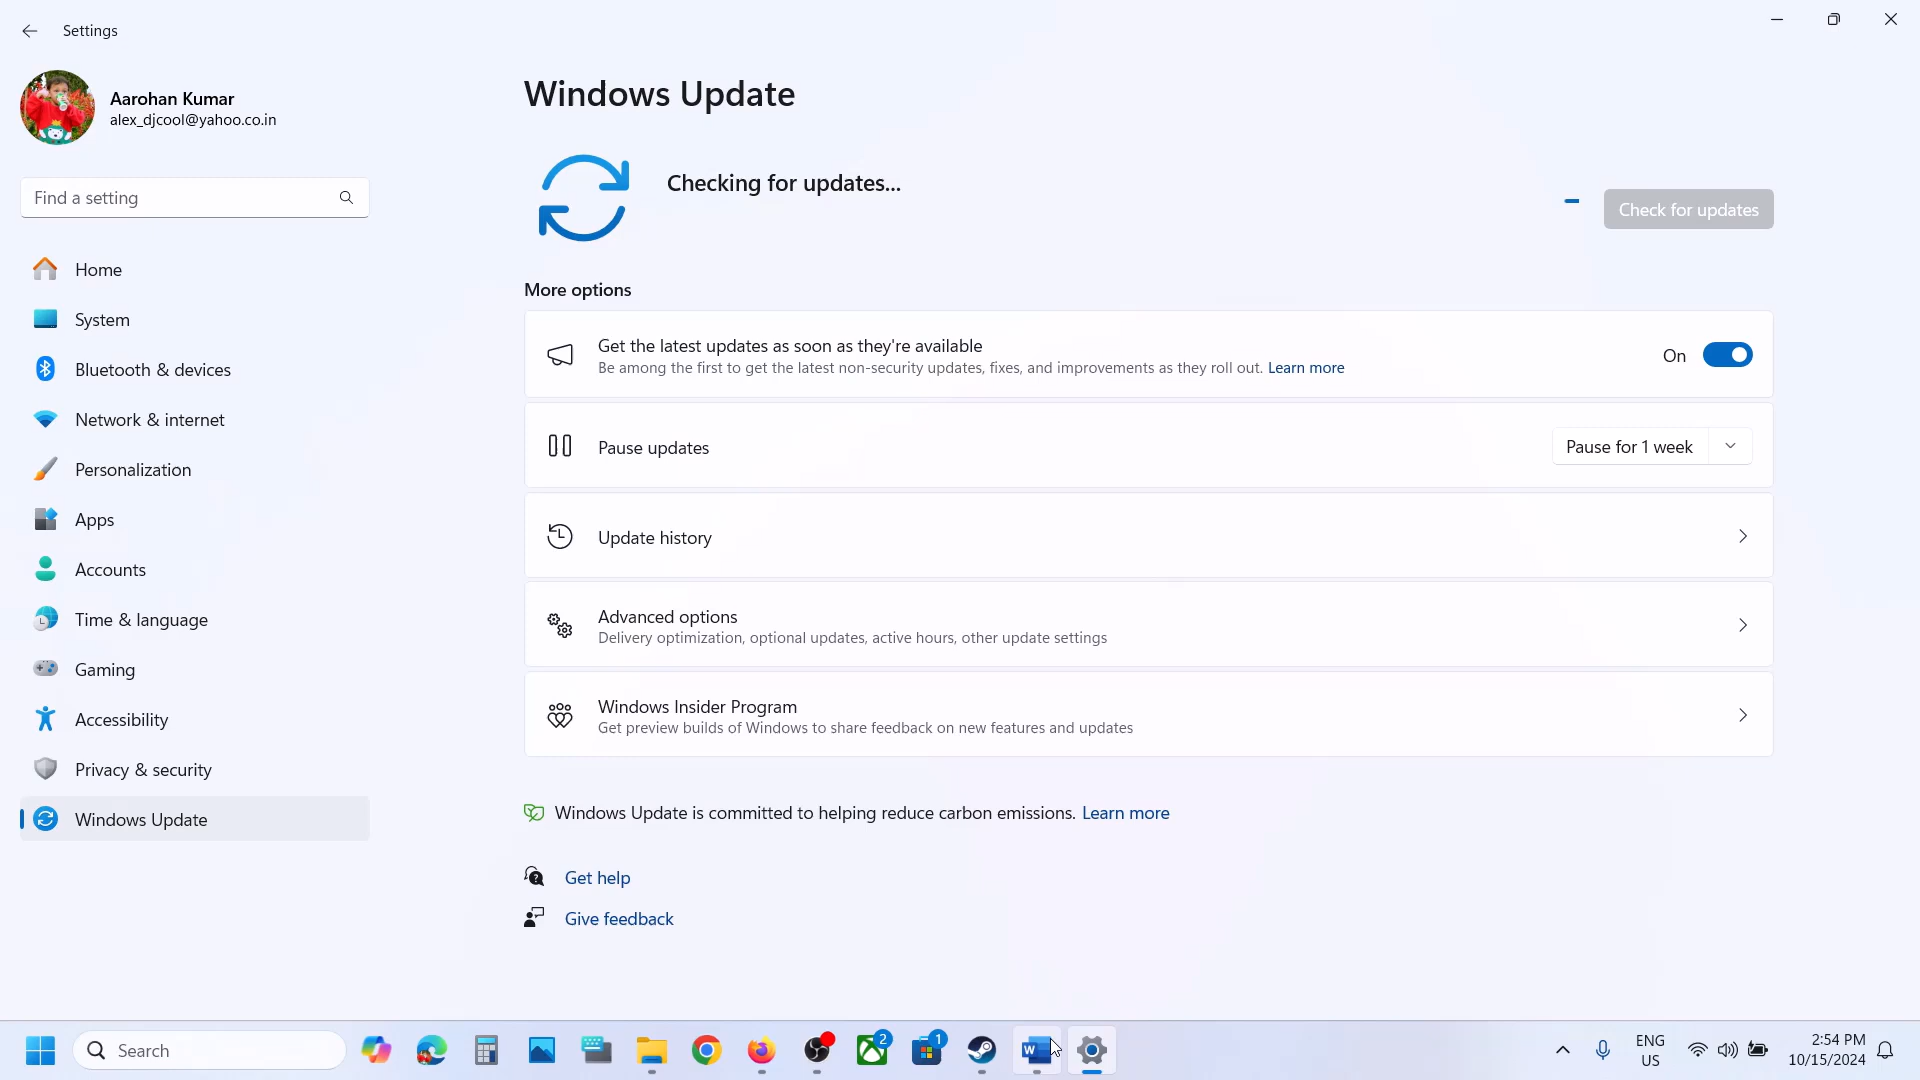 Settings
Aarohan Kumar
alex_djcool@yahoo.co.in
Find a setting
Home
System
Bluetooth & devices
Network & internet
Personalization
Apps
Accounts
Time & language
Gaming
Accessibility
Privacy & security
Windows Update
Windows Update
Checking for updates...
Check for updates
More options
Get the latest updates as soon as they're available
Be among the first to get the latest non-security updates, fixes, and improvements as they roll out. Learn more
On
Pause updates
Pause for 1 week
Update history
Advanced options
Delivery optimization, optional updates, active hours, other update settings
Windows Insider Program
Get preview builds of Windows to share feedback on new features and updates
Windows Update is committed to helping reduce carbon emissions. Learn more
Get help
Give feedback
Search
2
1
W
ENG
US
2:54 PM
10/15/2024